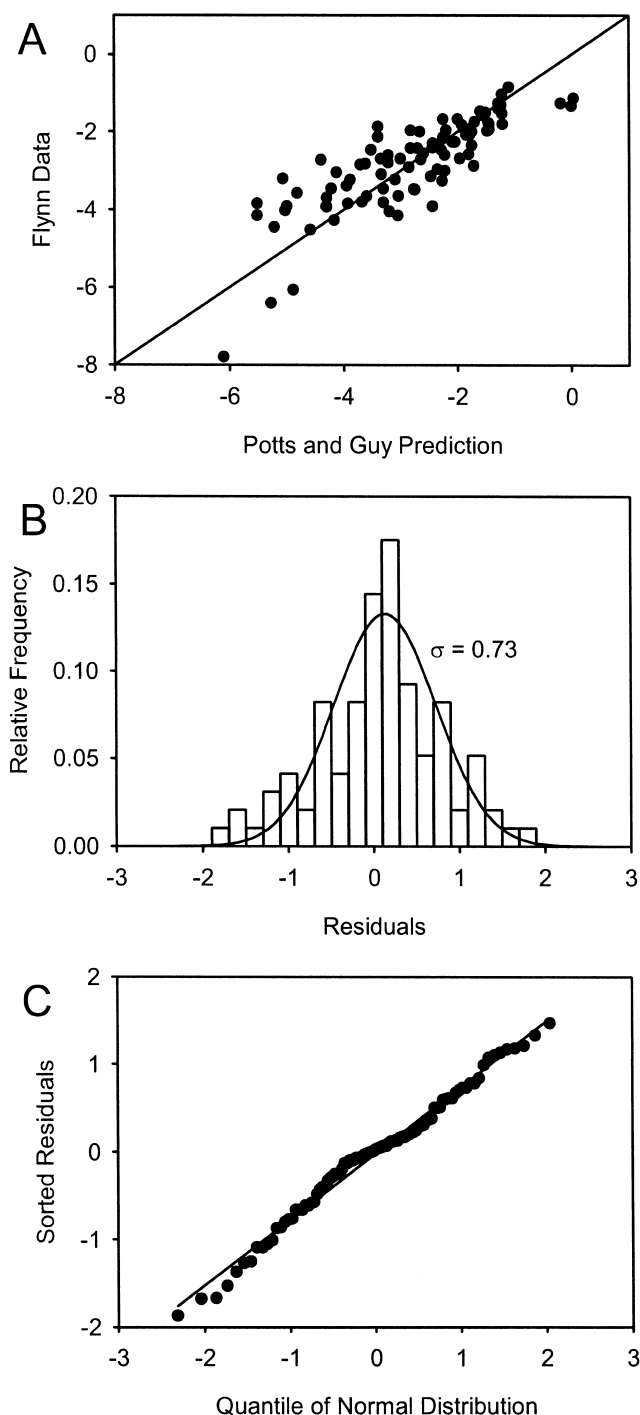 A
0
-2
-4
-6
-8
Flynn Data
-8 -6 -4 -2 0
Potts and Guy Prediction
B
0.20
0.15
0.10
0.05
0.00
Relative Frequency
σ = 0.73
-3 -2 -1 0 1 2 3
Residuals
C
2
1
0
-1
-2
Sorted Residuals
-3 -2 -1 0 1 2 3
Quantile of Normal Distribution